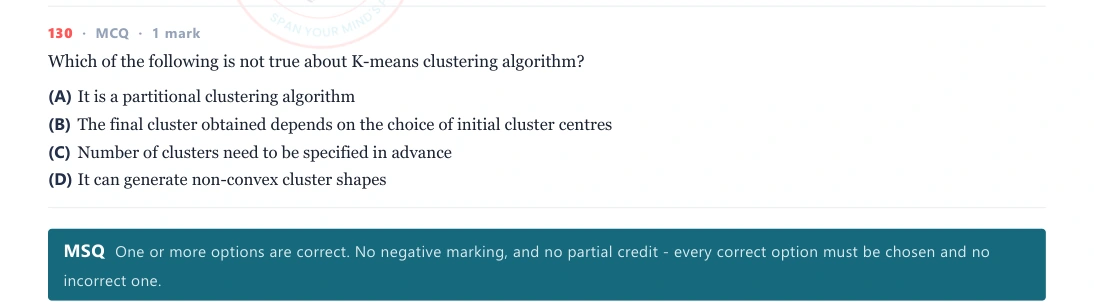 SPAN YOUR MIND'S
130 · MCQ · 1 mark
Which of the following is not true about K-means clustering algorithm?
(A) It is a partitional clustering algorithm
(B) The final cluster obtained depends on the choice of initial cluster centres
(C) Number of clusters need to be specified in advance
(D) It can generate non-convex cluster shapes
MSQ One or more options are correct. No negative marking, and no partial credit - every correct option must be chosen and no
incorrect one.